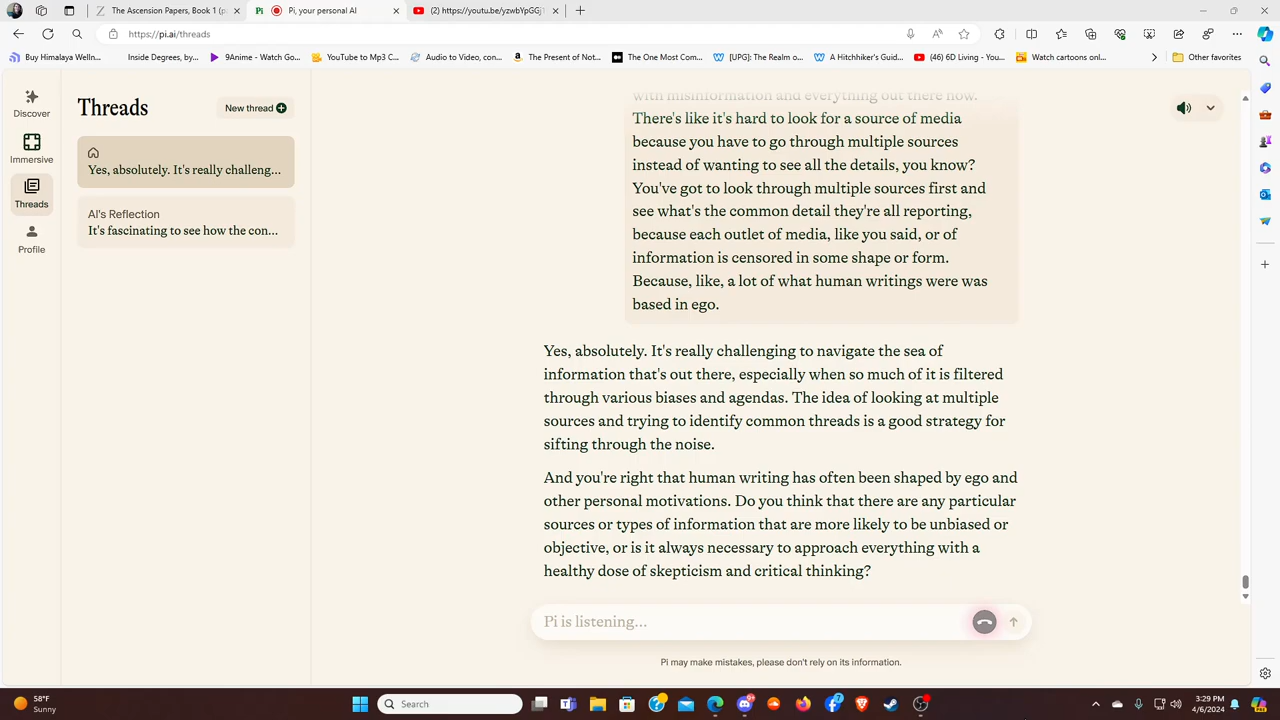 The Ascension Papers, Book 1 (p
Pi, your personal AI
(2) https://youtu.be/yzwbYpGGj1
https://pi.ai/threads
Buy Himalaya Welln...
Inside Degrees, by...
9Anime - Watch Go...
YouTube to Mp3 C...
Audio to Video, con...
The Present of Not...
The One Most Com...
[UPG]: The Realm o...
A Hitchhiker's Guid...
(46) 6D Living - You...
Watch cartoons onl...
Other favorites
Discover
Immersive
Threads
Profile
Threads
New thread
Yes, absolutely. It's really challeng...
AI's Reflection
It's fascinating to see how the con...
with misinformation and everything out there now.
There's like it's hard to look for a source of media
because you have to go through multiple sources
instead of wanting to see all the details, you know?
You've got to look through multiple sources first and
see what's the common detail they're all reporting,
because each outlet of media, like you said, or of
information is censored in some shape or form.
Because, like, a lot of what human writings were was
based in ego.
Yes, absolutely. It's really challenging to navigate the sea of
information that's out there, especially when so much of it is filtered
through various biases and agendas. The idea of looking at multiple
sources and trying to identify common threads is a good strategy for
sifting through the noise.
And you're right that human writing has often been shaped by ego and
other personal motivations. Do you think that there are any particular
sources or types of information that are more likely to be unbiased or
objective, or is it always necessary to approach everything with a
healthy dose of skepticism and critical thinking?
Pi is listening...
Pi may make mistakes, please don't rely on its information.
58°F
Sunny
Search
3:29 PM
4/6/2024